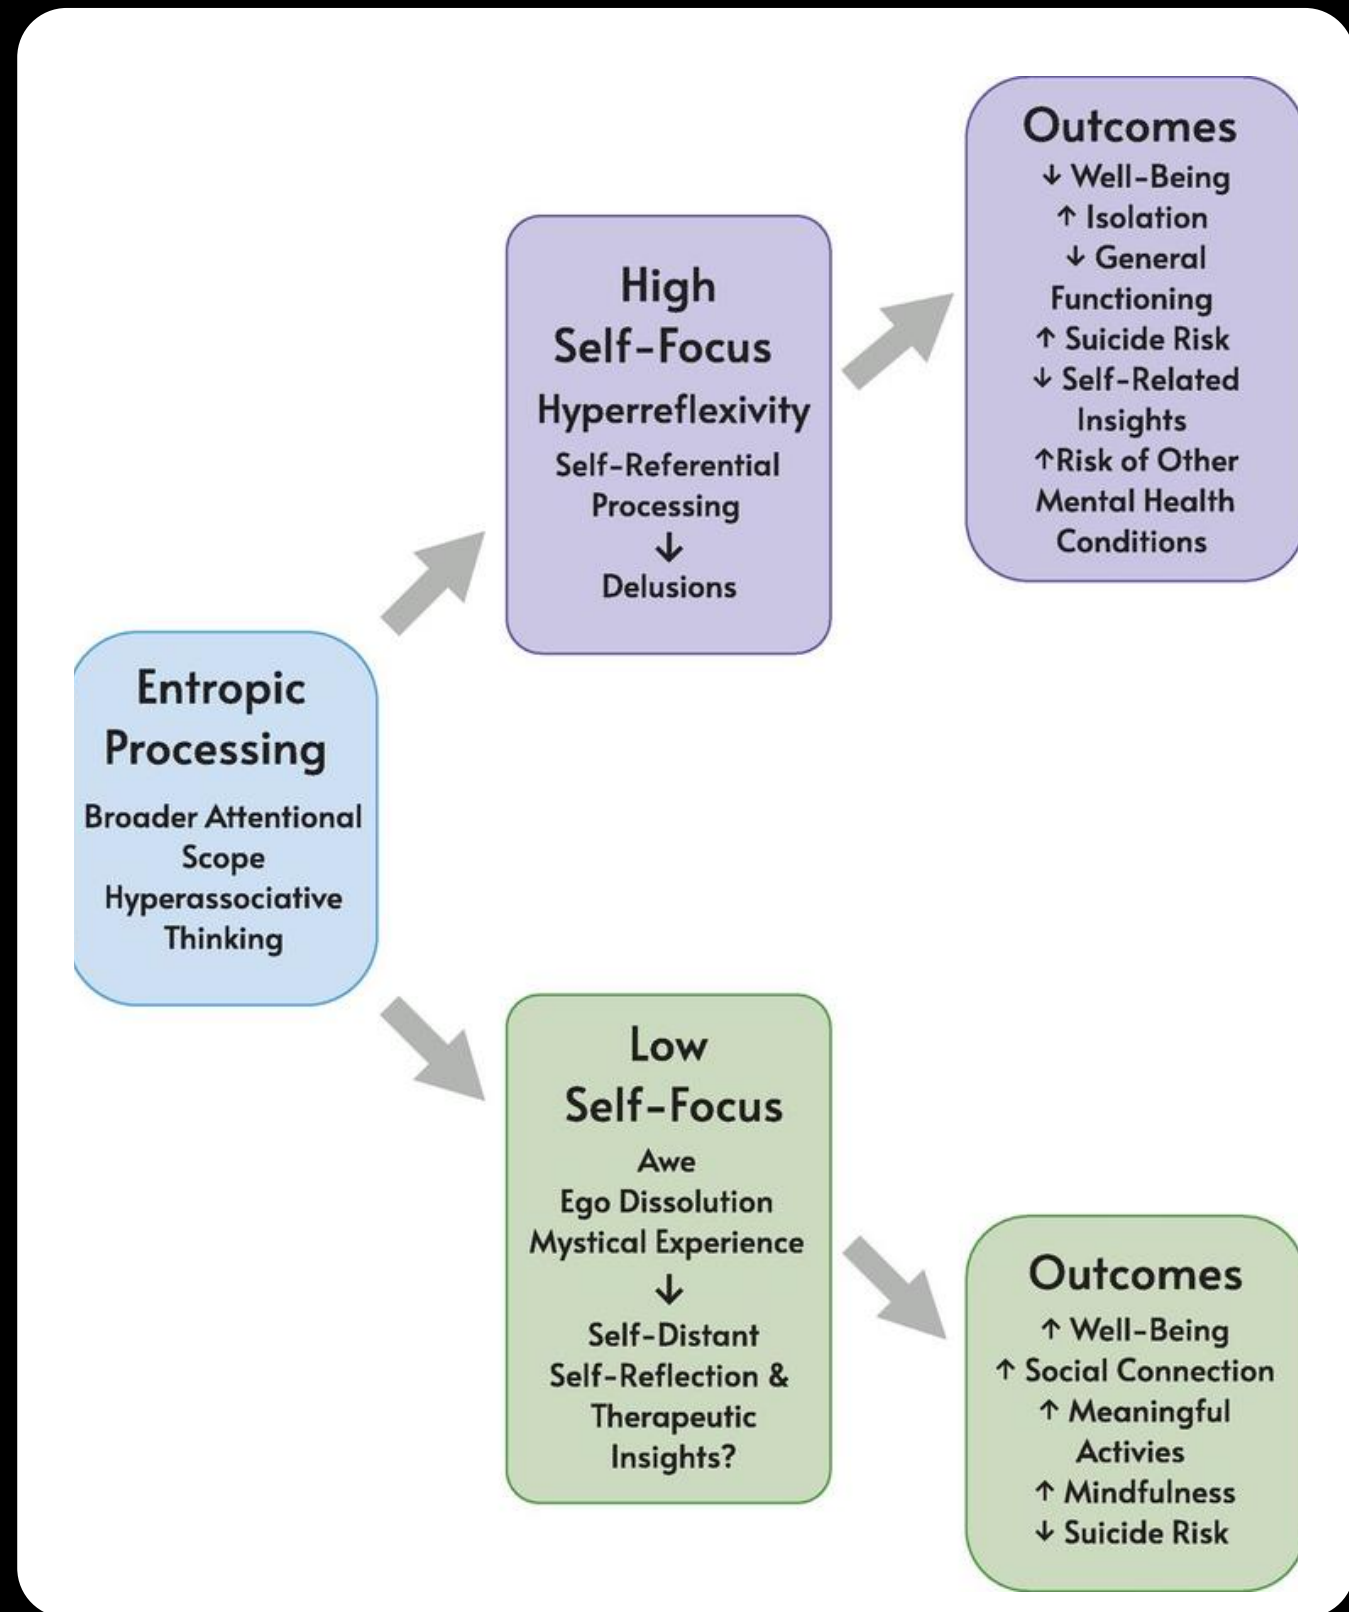 Entropic
Processing
Broader Attentional
Scope
Hyperassociative
Thinking
High
Self-Focus
Hyperreflexivity
Self-Referential
Processing
↓
Delusions
Outcomes
↓ Well-Being
↑ Isolation
↓ General
Functioning
↑ Suicide Risk
↓ Self-Related
Insights
↑Risk of Other
Mental Health
Conditions
Low
Self-Focus
Awe
Ego Dissolution
Mystical Experience
↓
Self-Distant
Self-Reflection &
Therapeutic
Insights?
Outcomes
↑ Well-Being
↑ Social Connection
↑ Meaningful
Activies
↑ Mindfulness
↓ Suicide Risk